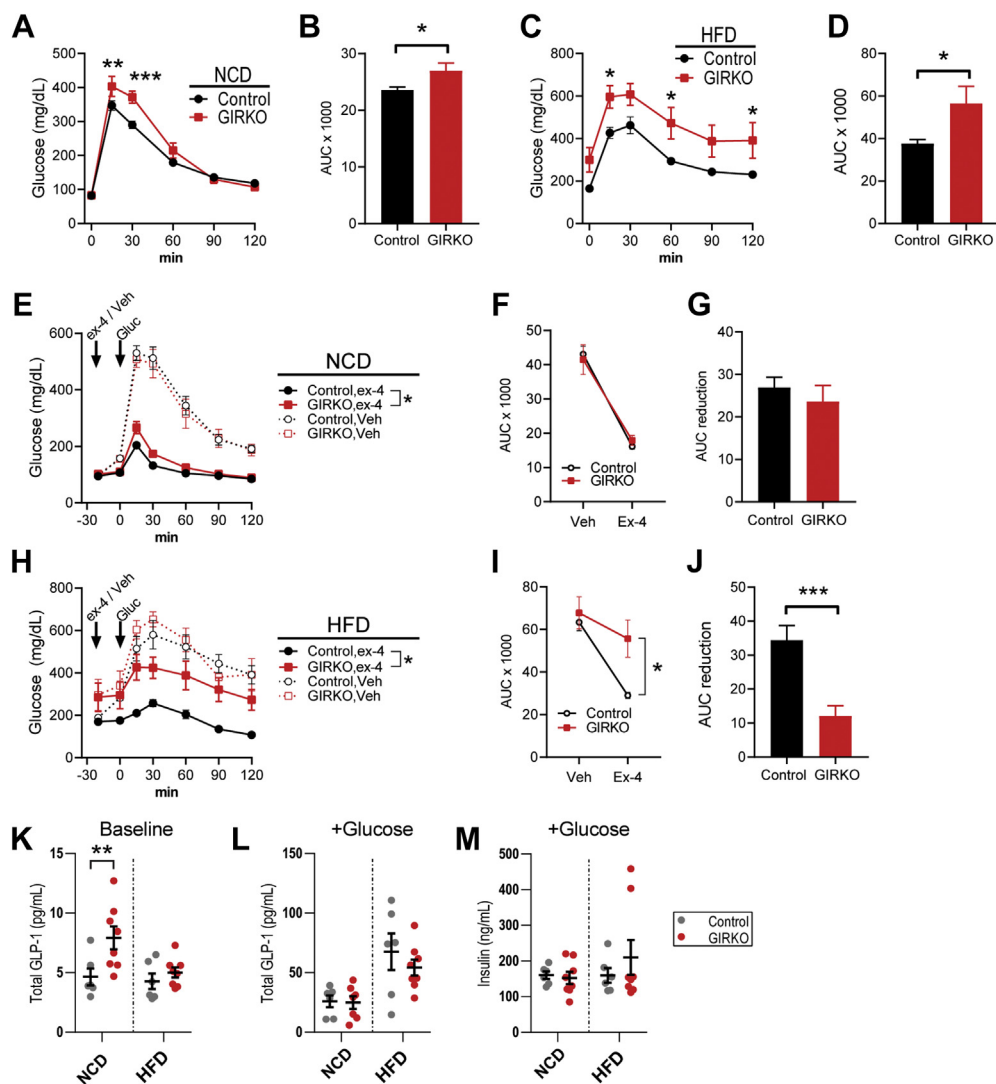 A
500
400
300
200
100
0
Glucose (mg/dL)
** ***
NCD
Control
GIRKO
0 30 60 90 120
min
B
*
30
20
10
0
AUC x 1000
Control GIRKO
C
HFD
Control
GIRKO
800
600
400
200
0
Glucose (mg/dL)
* * *
0 30 60 90 120
min
D
*
80
60
40
20
0
AUC x 1000
Control GIRKO
E
ex-4 / Veh
Gluc
600
400
200
0
Glucose (mg/dL)
NCD
Control,ex-4
GIRKO,ex-4
*
Control,Veh
GIRKO,Veh
-30 0 30 60 90 120
min
F
50
40
30
20
10
0
AUC x 1000
Control
GIRKO
Veh Ex-4
G
40
30
20
10
0
AUC reduction
Control GIRKO
H
ex-4 / Veh
Gluc
800
600
400
200
0
Glucose (mg/dL)
HFD
Control,ex-4
GIRKO,ex-4
*
Control,Veh
GIRKO,Veh
-30 0 30 60 90 120
min
I
80
60
40
20
0
AUC x 1000
*
Control
GIRKO
Veh Ex-4
J
***
40
30
20
10
0
AUC reduction
Control GIRKO
K
Baseline
**
15
10
5
0
Total GLP-1 (pg/mL)
NCD HFD
L
+Glucose
150
100
50
0
Total GLP-1 (pg/mL)
NCD HFD
M
+Glucose
500
400
300
200
100
0
Insulin (ng/mL)
NCD HFD
Control
GIRKO